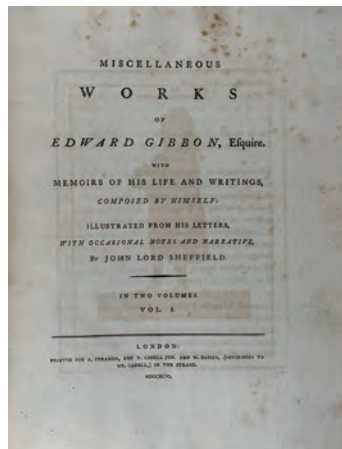 MISCELLANEOUS
WORKS
OF
EDWARD GIBBON, Esquire.
WITH
MEMOIRS OF HIS LIFE AND WRITINGS,
COMPOSED BY HIMSELF:
ILLUSTRATED FROM HIS LETTERS,
WITH OCCASIONAL NOTES AND NARRATIVE,
BY JOHN LORD SHEFFIELD.
IN TWO VOLUMES
VOL. I.
LONDON:
PRINTED FOR A. STRAHAN, AND T. CADELL JUN. AND W. DAVIES, (SUCCESSORS TO
MR. CADELL,) IN THE STRAND.
MDCCXCVI.